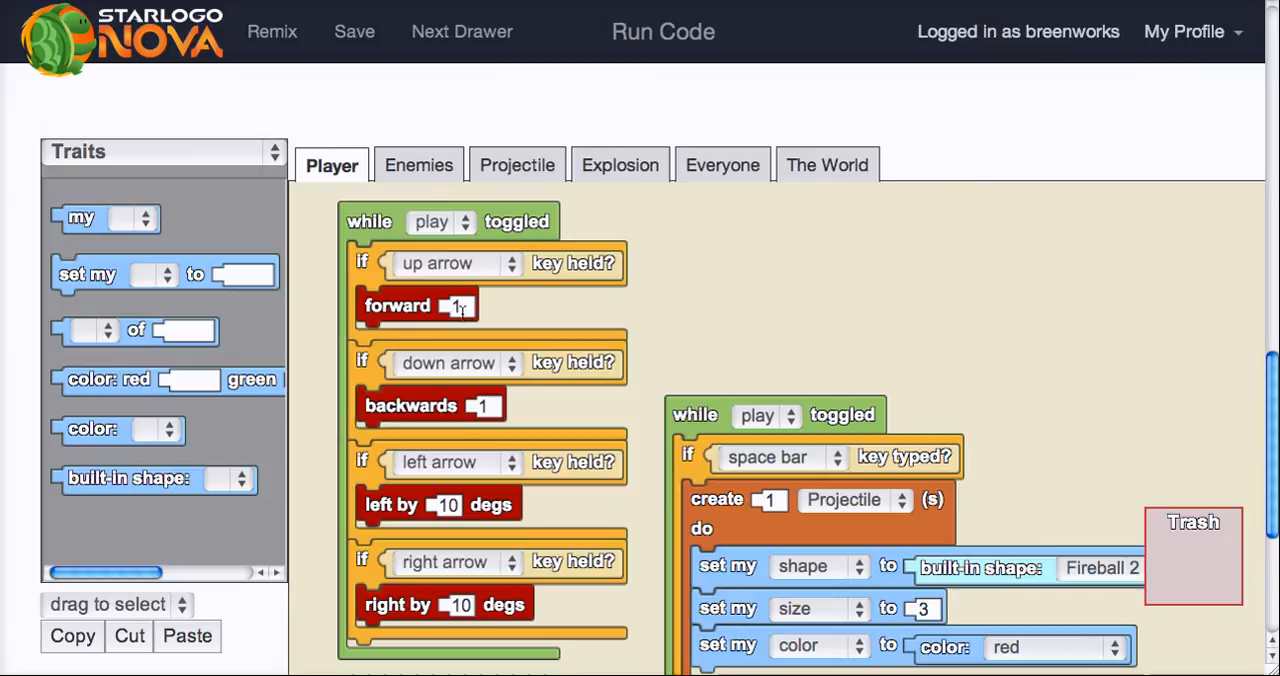 STARLOGO
NOVA
Remix
Save
Next Drawer
Run Code
Logged in as breenworks
My Profile
Traits
my
set my to
of
color: red green
color:
built-in shape:
drag to select
Copy
Cut
Paste
Player
Enemies
Projectile
Explosion
Everyone
The World
while play toggled
if up arrow key held?
forward 1
if down arrow key held?
backwards 1
if left arrow key held?
left by 10 degs
if right arrow key held?
right by 10 degs
while play toggled
if space bar key typed?
create 1 Projectile (s)
do
set my shape to built-in shape: Fireball 2
set my size to 3
set my color to color: red
Trash